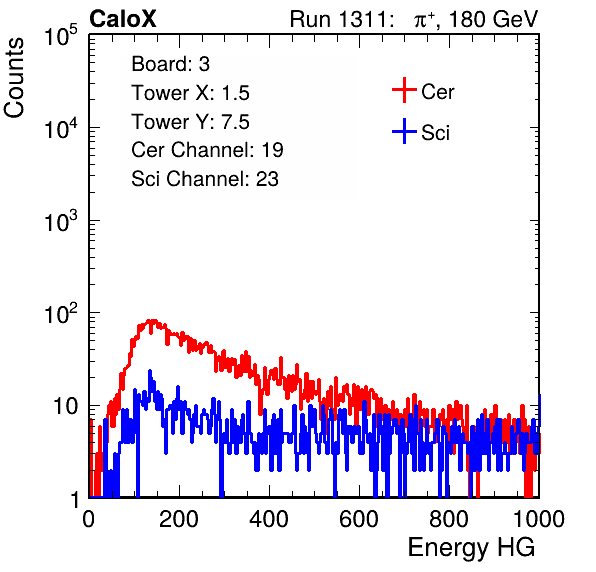 CaloX Run 1311: π⁺, 180 GeV
Board: 3
Tower X: 1.5
Tower Y: 7.5
Cer Channel: 19
Sci Channel: 23
Cer
Sci
Counts
10⁵
10⁴
10³
10²
10
1
0 200 400 600 800 1000
Energy HG